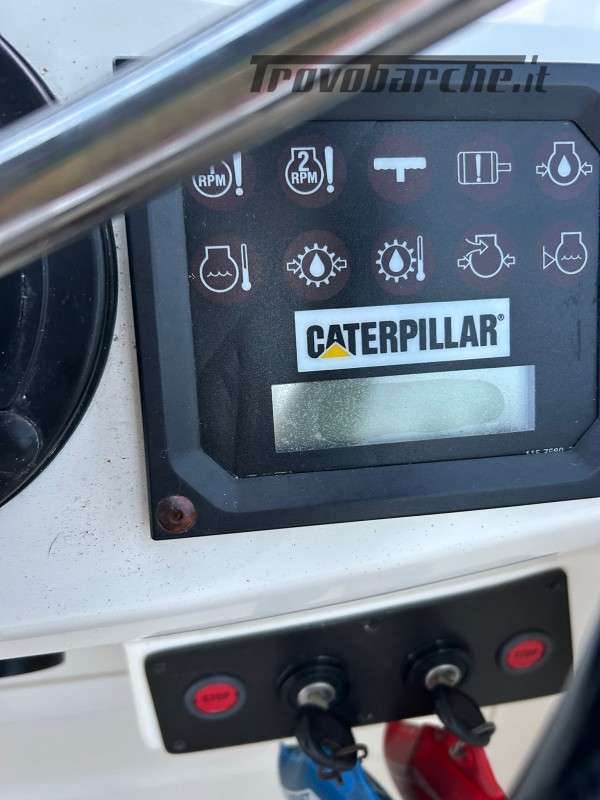 Trovobarche.it
RPM ! 2 RPM ! !
CATERPILLAR®
STOP STOP